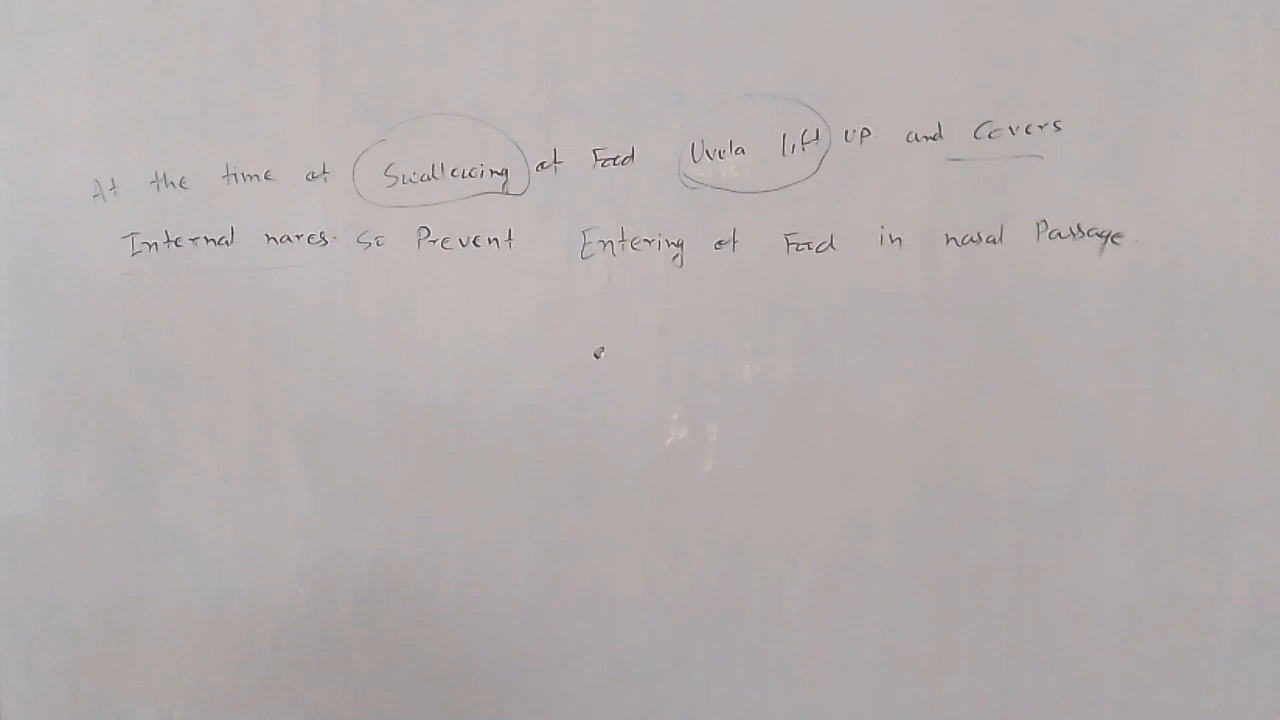 At the time of Swallowing of Food Uvula lift UP and Covers
Internal nares. So Prevent Entering of Food in nasal Passage.